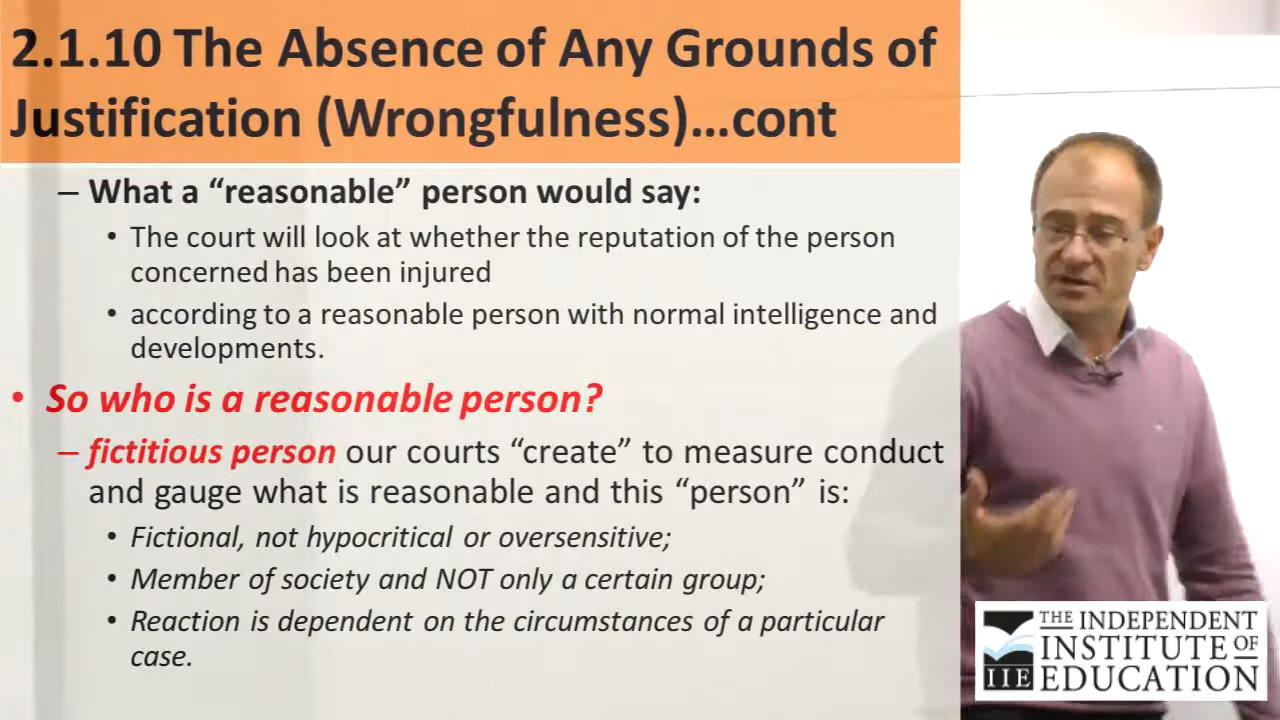 2.1.10 The Absence of Any Grounds of
Justification (Wrongfulness)…cont
– What a “reasonable” person would say:
• The court will look at whether the reputation of the person
concerned has been injured
• according to a reasonable person with normal intelligence and
developments.
• So who is a reasonable person?
– fictitious person our courts “create” to measure conduct
and gauge what is reasonable and this “person” is:
• Fictional, not hypocritical or oversensitive;
• Member of society and NOT only a certain group;
• Reaction is dependent on the circumstances of a particular
case.
THE INDEPENDENT
INSTITUTE OF
EDUCATION
IIE